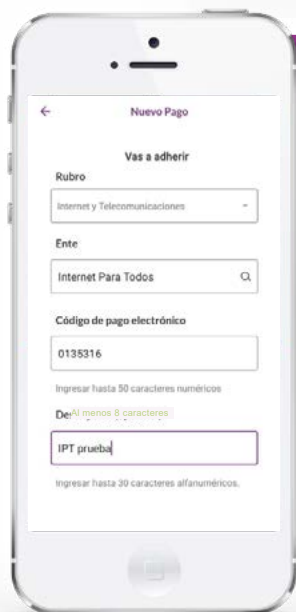 Nuevo Pago
Vas a adherir
Rubro
Internet y Telecomunicaciones
Ente
Internet Para Todos
Código de pago electrónico
0135316
Ingresar hasta 50 caracteres numéricos
Al menos 8 caracteres
IPT prueba
Ingresar hasta 30 caracteres alfanuméricos.